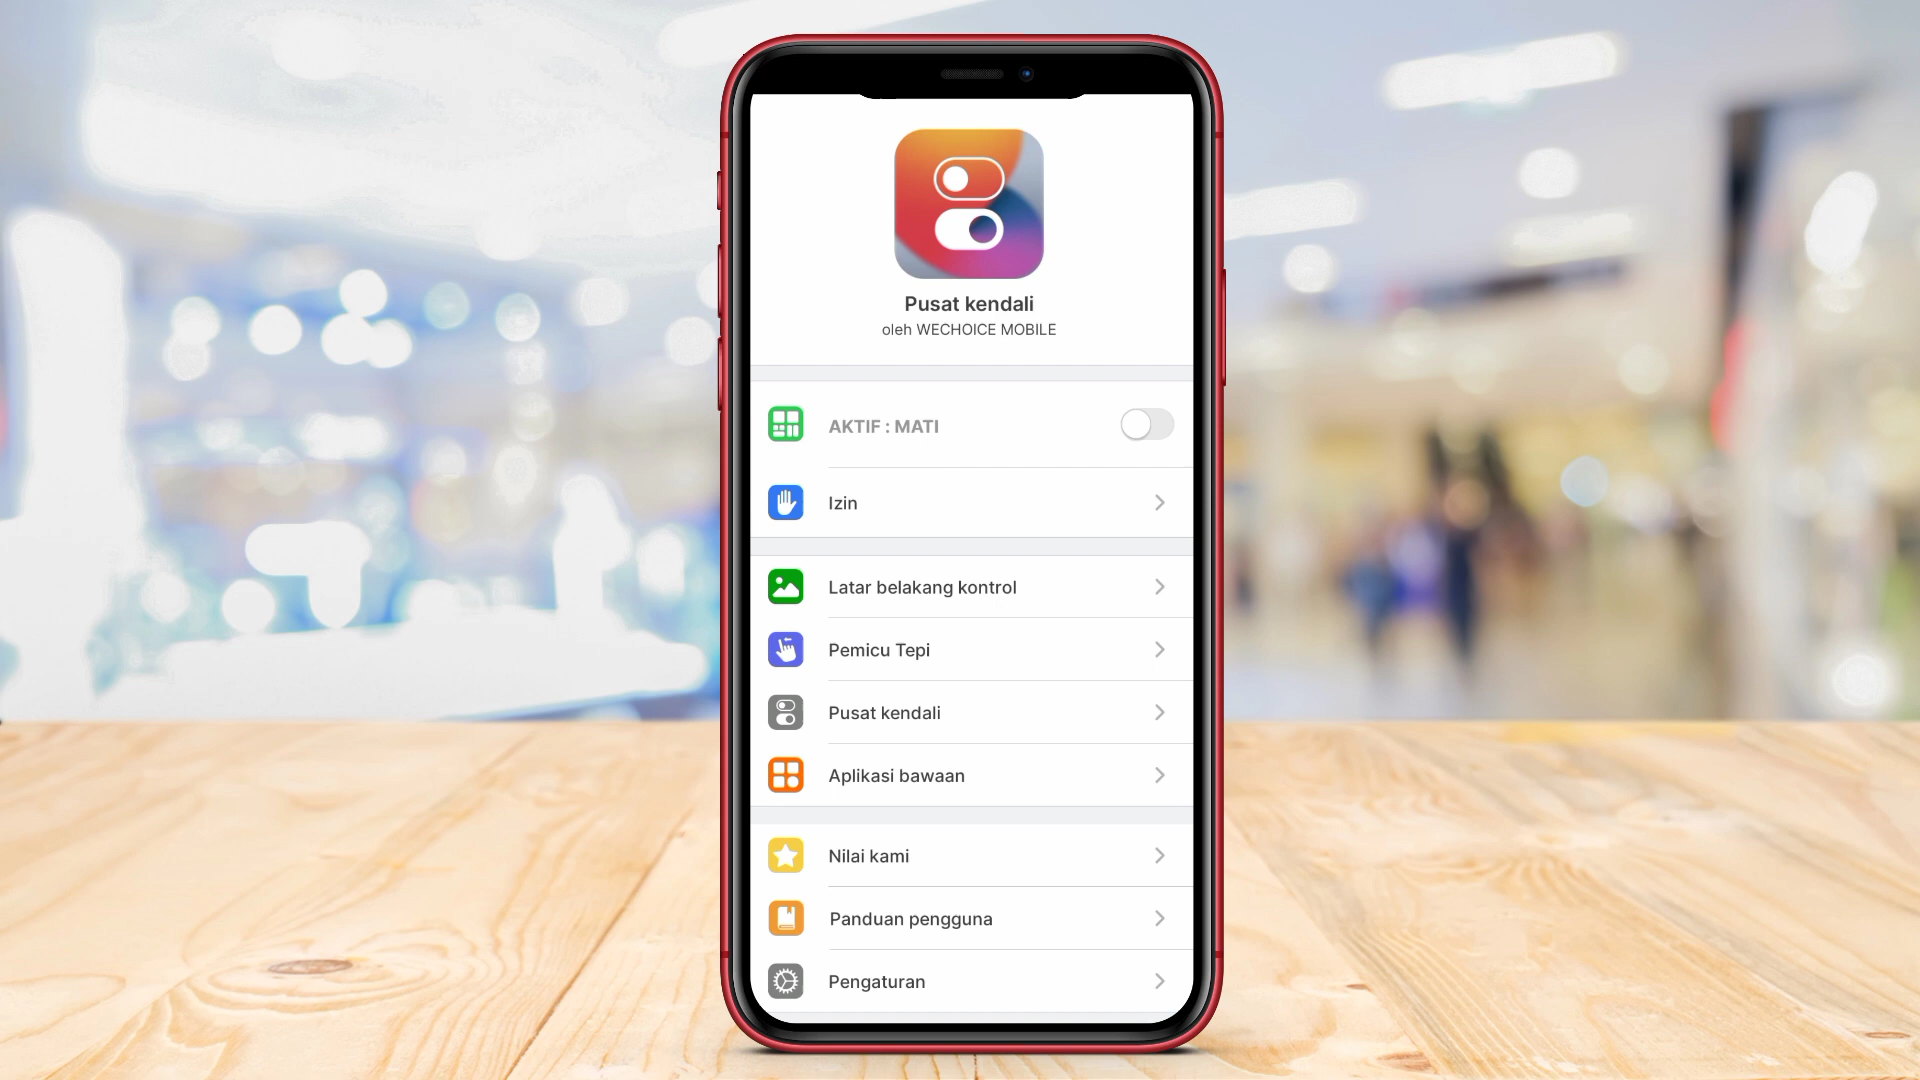 Pusat kendali
oleh WECHOICE MOBILE
AKTIF : MATI
Izin
Latar belakang kontrol
Pemicu Tepi
Pusat kendali
Aplikasi bawaan
Nilai kami
Panduan pengguna
Pengaturan